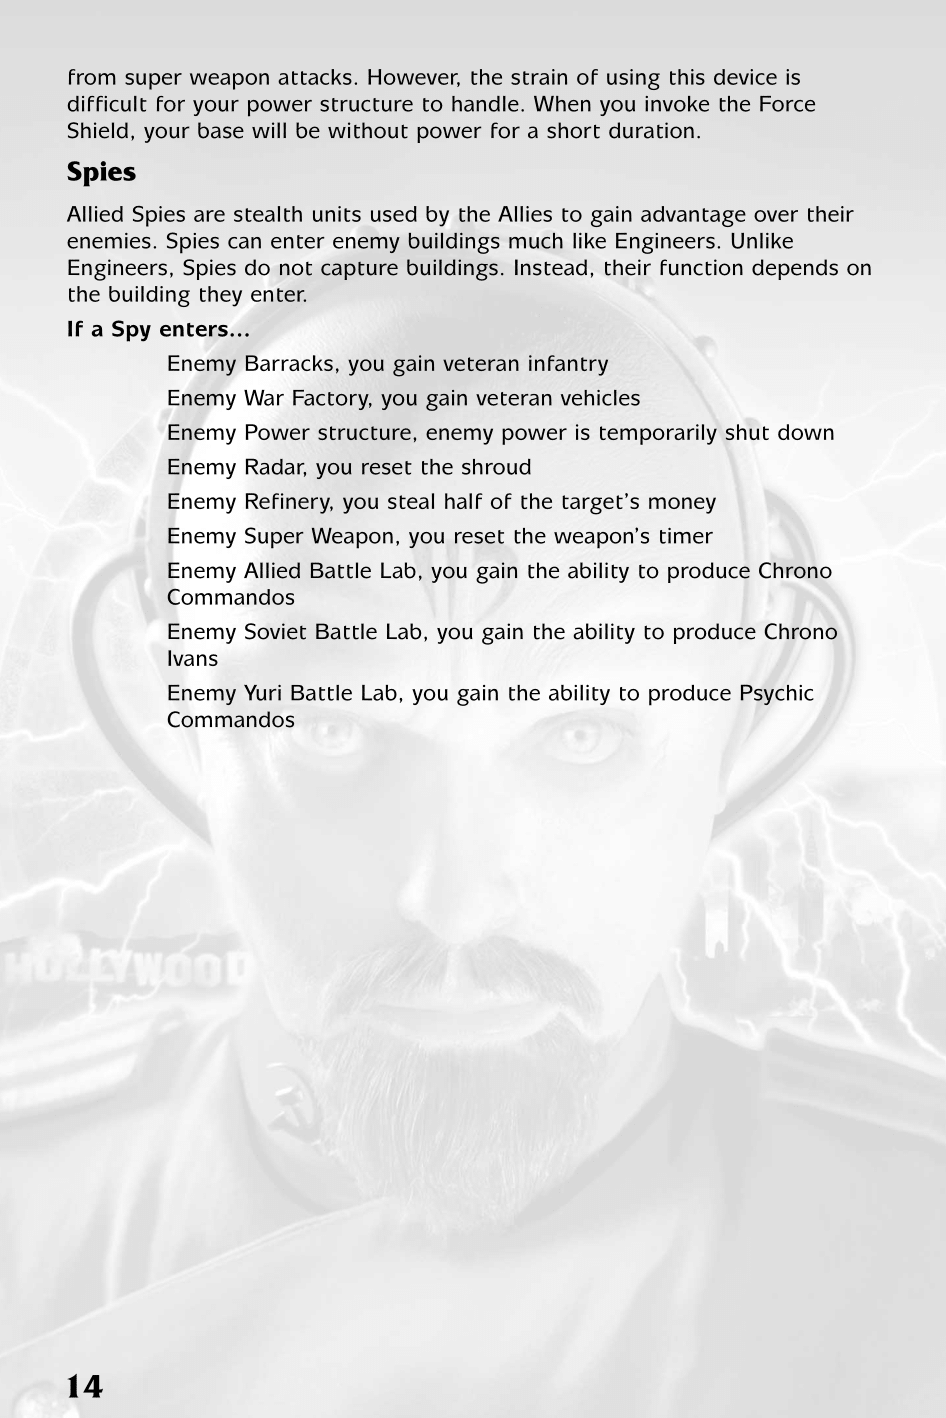 from super weapon attacks. However, the strain of using this device is
difficult for your power structure to handle. When you invoke the Force
Shield, your base will be without power for a short duration.
Spies
Allied Spies are stealth units used by the Allies to gain advantage over their
enemies. Spies can enter enemy buildings much like Engineers. Unlike
Engineers, Spies do not capture buildings. Instead, their function depends on
the building they enter.
If a Spy enters...
Enemy Barracks, you gain veteran infantry
Enemy War Factory, you gain veteran vehicles
Enemy Power structure, enemy power is temporarily shut down
Enemy Radar, you reset the shroud
Enemy Refinery, you steal half of the target's money
Enemy Super Weapon, you reset the weapon's timer
Enemy Allied Battle Lab, you gain the ability to produce Chrono
Commandos
Enemy Soviet Battle Lab, you gain the ability to produce Chrono
Ivans
Enemy Yuri Battle Lab, you gain the ability to produce Psychic
Commandos
HOLLYWOOD
14